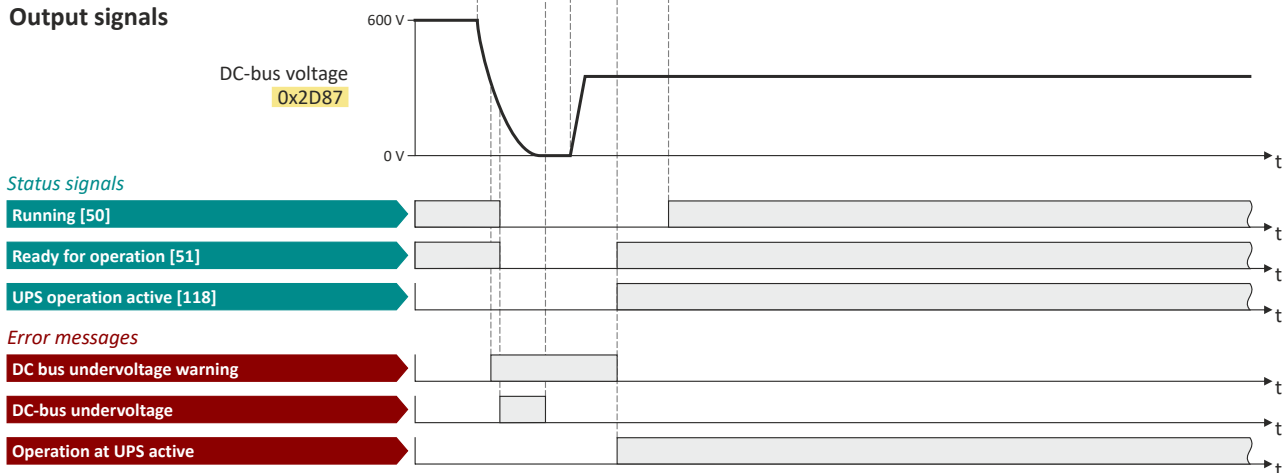 Output signals
600 V
DC-bus voltage
0x2D87
0 V
t
Status signals
Running [50]
t
Ready for operation [51]
t
UPS operation active [118]
t
Error messages
DC bus undervoltage warning
t
DC-bus undervoltage
t
Operation at UPS active
t